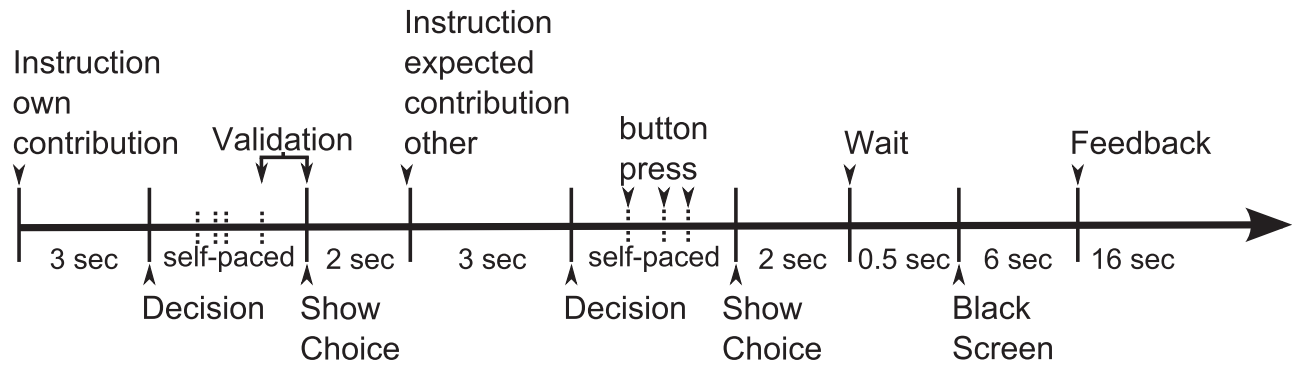 Instruction
own
contribution
Validation
Instruction
expected
contribution
other
button
press
Wait
Feedback
3 sec
self-paced
2 sec
3 sec
self-paced
2 sec
0.5 sec
6 sec
16 sec
Decision
Show
Choice
Decision
Show
Choice
Black
Screen